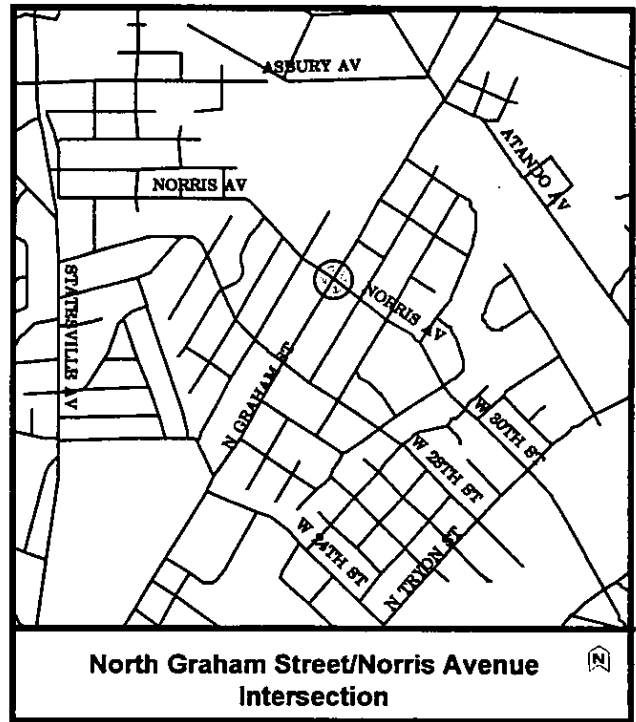 ASBURY AV
ATANDO AV
NORRIS AV
STATESVILLE AV
NORRIS AV
N GRAHAM ST
W 30TH ST
W 28TH ST
W 24TH ST
N TRYON ST
North Graham Street/Norris Avenue
Intersection
N